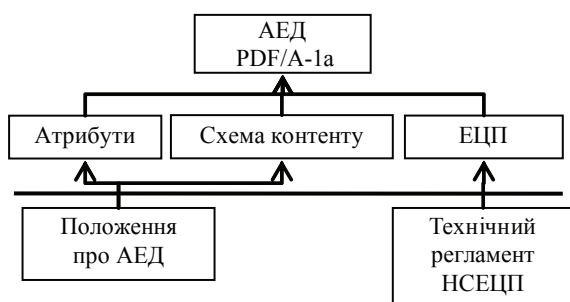 АЕД
PDF/A-1a
Атрибути
Схема контенту
ЕЦП
Положення
про АЕД
Технічний
регламент
НСЕЦП